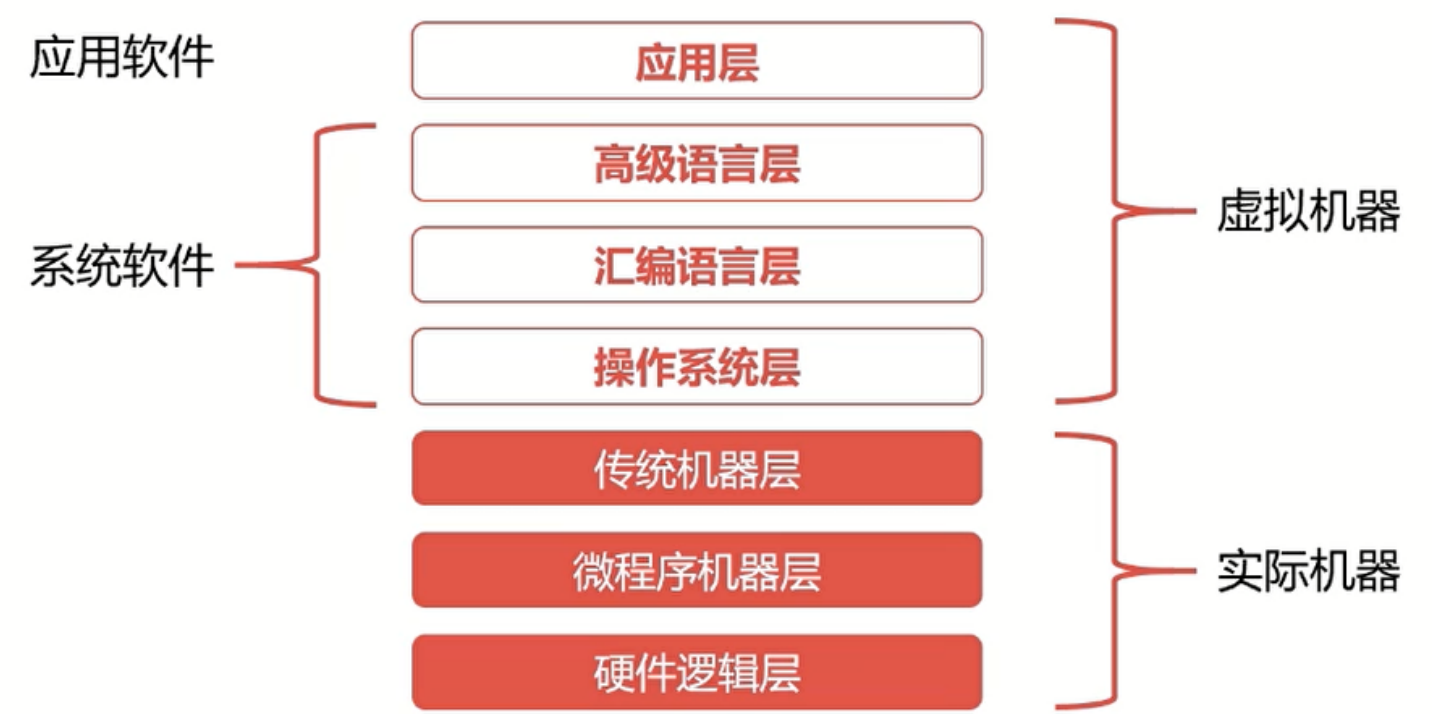 应用软件
应用层
高级语言层
系统软件
汇编语言层
操作系统层
虚拟机器
传统机器层
微程序机器层
硬件逻辑层
实际机器